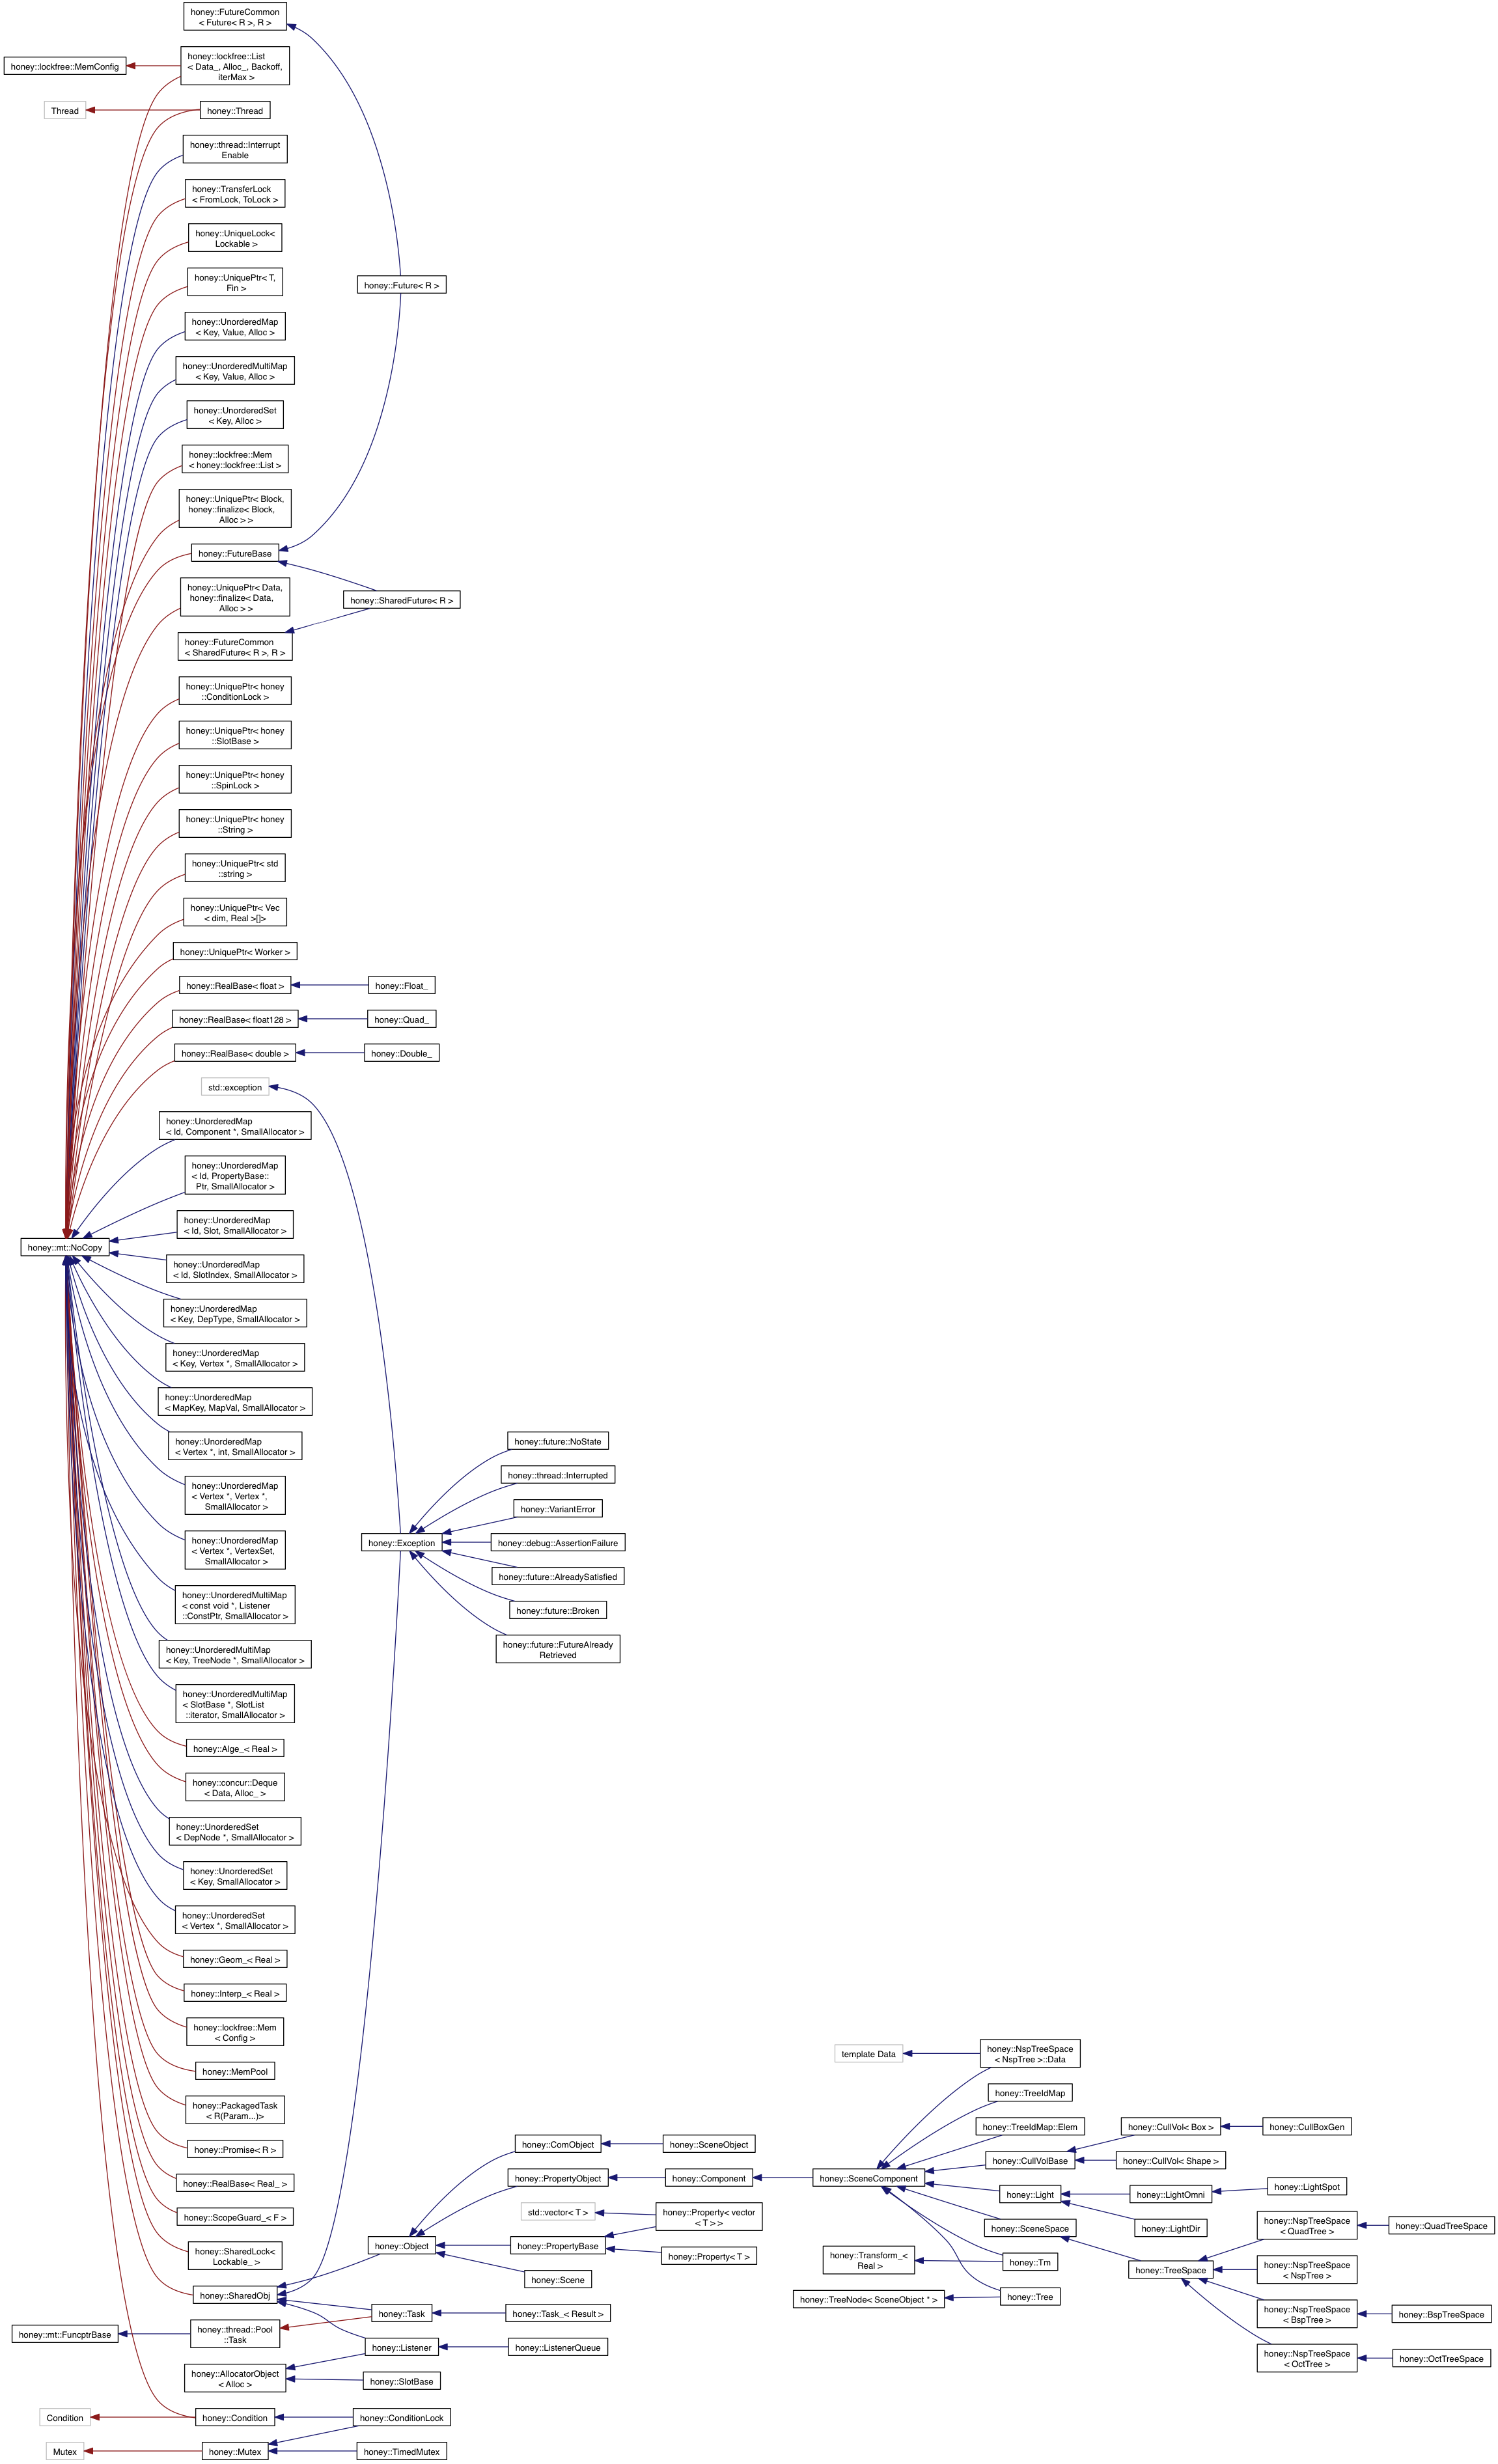 honey::FutureCommon
< Future< R >, R >
honey::lockfree::MemConfig
honey::lockfree::List
< Data_, Alloc_, Backoff,
iterMax >
Thread
honey::Thread
honey::thread::Interrupt
Enable
honey::TransferLock
< FromLock, ToLock >
honey::UniqueLock<
Lockable >
honey::UniquePtr< T,
Fin >
honey::Future< R >
honey::UnorderedMap
< Key, Value, Alloc >
honey::UnorderedMultiMap
< Key, Value, Alloc >
honey::UnorderedSet
< Key, Alloc >
honey::lockfree::Mem
< honey::lockfree::List >
honey::UniquePtr< Block,
honey::finalize< Block,
Alloc > >
honey::FutureBase
honey::UniquePtr< Data,
honey::finalize< Data,
Alloc > >
honey::SharedFuture< R >
honey::FutureCommon
< SharedFuture< R >, R >
honey::UniquePtr< honey
::ConditionLock >
honey::UniquePtr< honey
::SlotBase >
honey::UniquePtr< honey
::SpinLock >
honey::UniquePtr< honey
::String >
honey::UniquePtr< std
::string >
honey::UniquePtr< Vec
< dim, Real >[]>
honey::UniquePtr< Worker >
honey::RealBase< float >
honey::Float_
honey::RealBase< float128 >
honey::Quad_
honey::RealBase< double >
honey::Double_
std::exception
honey::UnorderedMap
< Id, Component *, SmallAllocator >
honey::UnorderedMap
< Id, PropertyBase::
Ptr, SmallAllocator >
honey::UnorderedMap
< Id, Slot, SmallAllocator >
honey::mt::NoCopy
honey::UnorderedMap
< Id, SlotIndex, SmallAllocator >
honey::UnorderedMap
< Key, DepType, SmallAllocator >
honey::UnorderedMap
< Key, Vertex *, SmallAllocator >
honey::UnorderedMap
< MapKey, MapVal, SmallAllocator >
honey::UnorderedMap
< Vertex *, int, SmallAllocator >
honey::future::NoState
honey::thread::Interrupted
honey::UnorderedMap
< Vertex *, Vertex *,
SmallAllocator >
honey::VariantError
honey::UnorderedMap
< Vertex *, VertexSet,
SmallAllocator >
honey::Exception
honey::debug::AssertionFailure
honey::future::AlreadySatisfied
honey::UnorderedMultiMap
< const void *, Listener
::ConstPtr, SmallAllocator >
honey::future::Broken
honey::UnorderedMultiMap
< Key, TreeNode *, SmallAllocator >
honey::future::FutureAlready
Retrieved
honey::UnorderedMultiMap
< SlotBase *, SlotList
::iterator, SmallAllocator >
honey::Alge_< Real >
honey::concur::Deque
< Data, Alloc_ >
honey::UnorderedSet
< DepNode *, SmallAllocator >
honey::UnorderedSet
< Key, SmallAllocator >
honey::UnorderedSet
< Vertex *, SmallAllocator >
honey::Geom_< Real >
honey::Interp_< Real >
honey::lockfree::Mem
< Config >
template Data
honey::NspTreeSpace
< NspTree >::Data
honey::MemPool
honey::TreeIdMap
honey::PackagedTask
< R(Param...)>
honey::TreeIdMap::Elem
honey::CullVol< Box >
honey::CullBoxGen
honey::Promise< R >
honey::ComObject
honey::SceneObject
honey::CullVolBase
honey::CullVol< Shape >
honey::RealBase< Real_ >
honey::PropertyObject
honey::Component
honey::SceneComponent
honey::Light
honey::LightOmni
honey::LightSpot
honey::ScopeGuard_< F >
std::vector< T >
honey::Property< vector
< T > >
honey::SceneSpace
honey::LightDir
honey::NspTreeSpace
< QuadTree >
honey::QuadTreeSpace
honey::SharedLock<
Lockable_ >
honey::Object
honey::PropertyBase
honey::Property< T >
honey::Transform_<
Real >
honey::Tm
honey::TreeSpace
honey::NspTreeSpace
< NspTree >
honey::Scene
honey::SharedObj
honey::TreeNode< SceneObject * >
honey::Tree
honey::NspTreeSpace
< BspTree >
honey::BspTreeSpace
honey::Task
honey::Task_< Result >
honey::mt::FuncptrBase
honey::thread::Pool
::Task
honey::Listener
honey::ListenerQueue
honey::NspTreeSpace
< OctTree >
honey::OctTreeSpace
honey::AllocatorObject
< Alloc >
honey::SlotBase
Condition
honey::Condition
honey::ConditionLock
Mutex
honey::Mutex
honey::TimedMutex